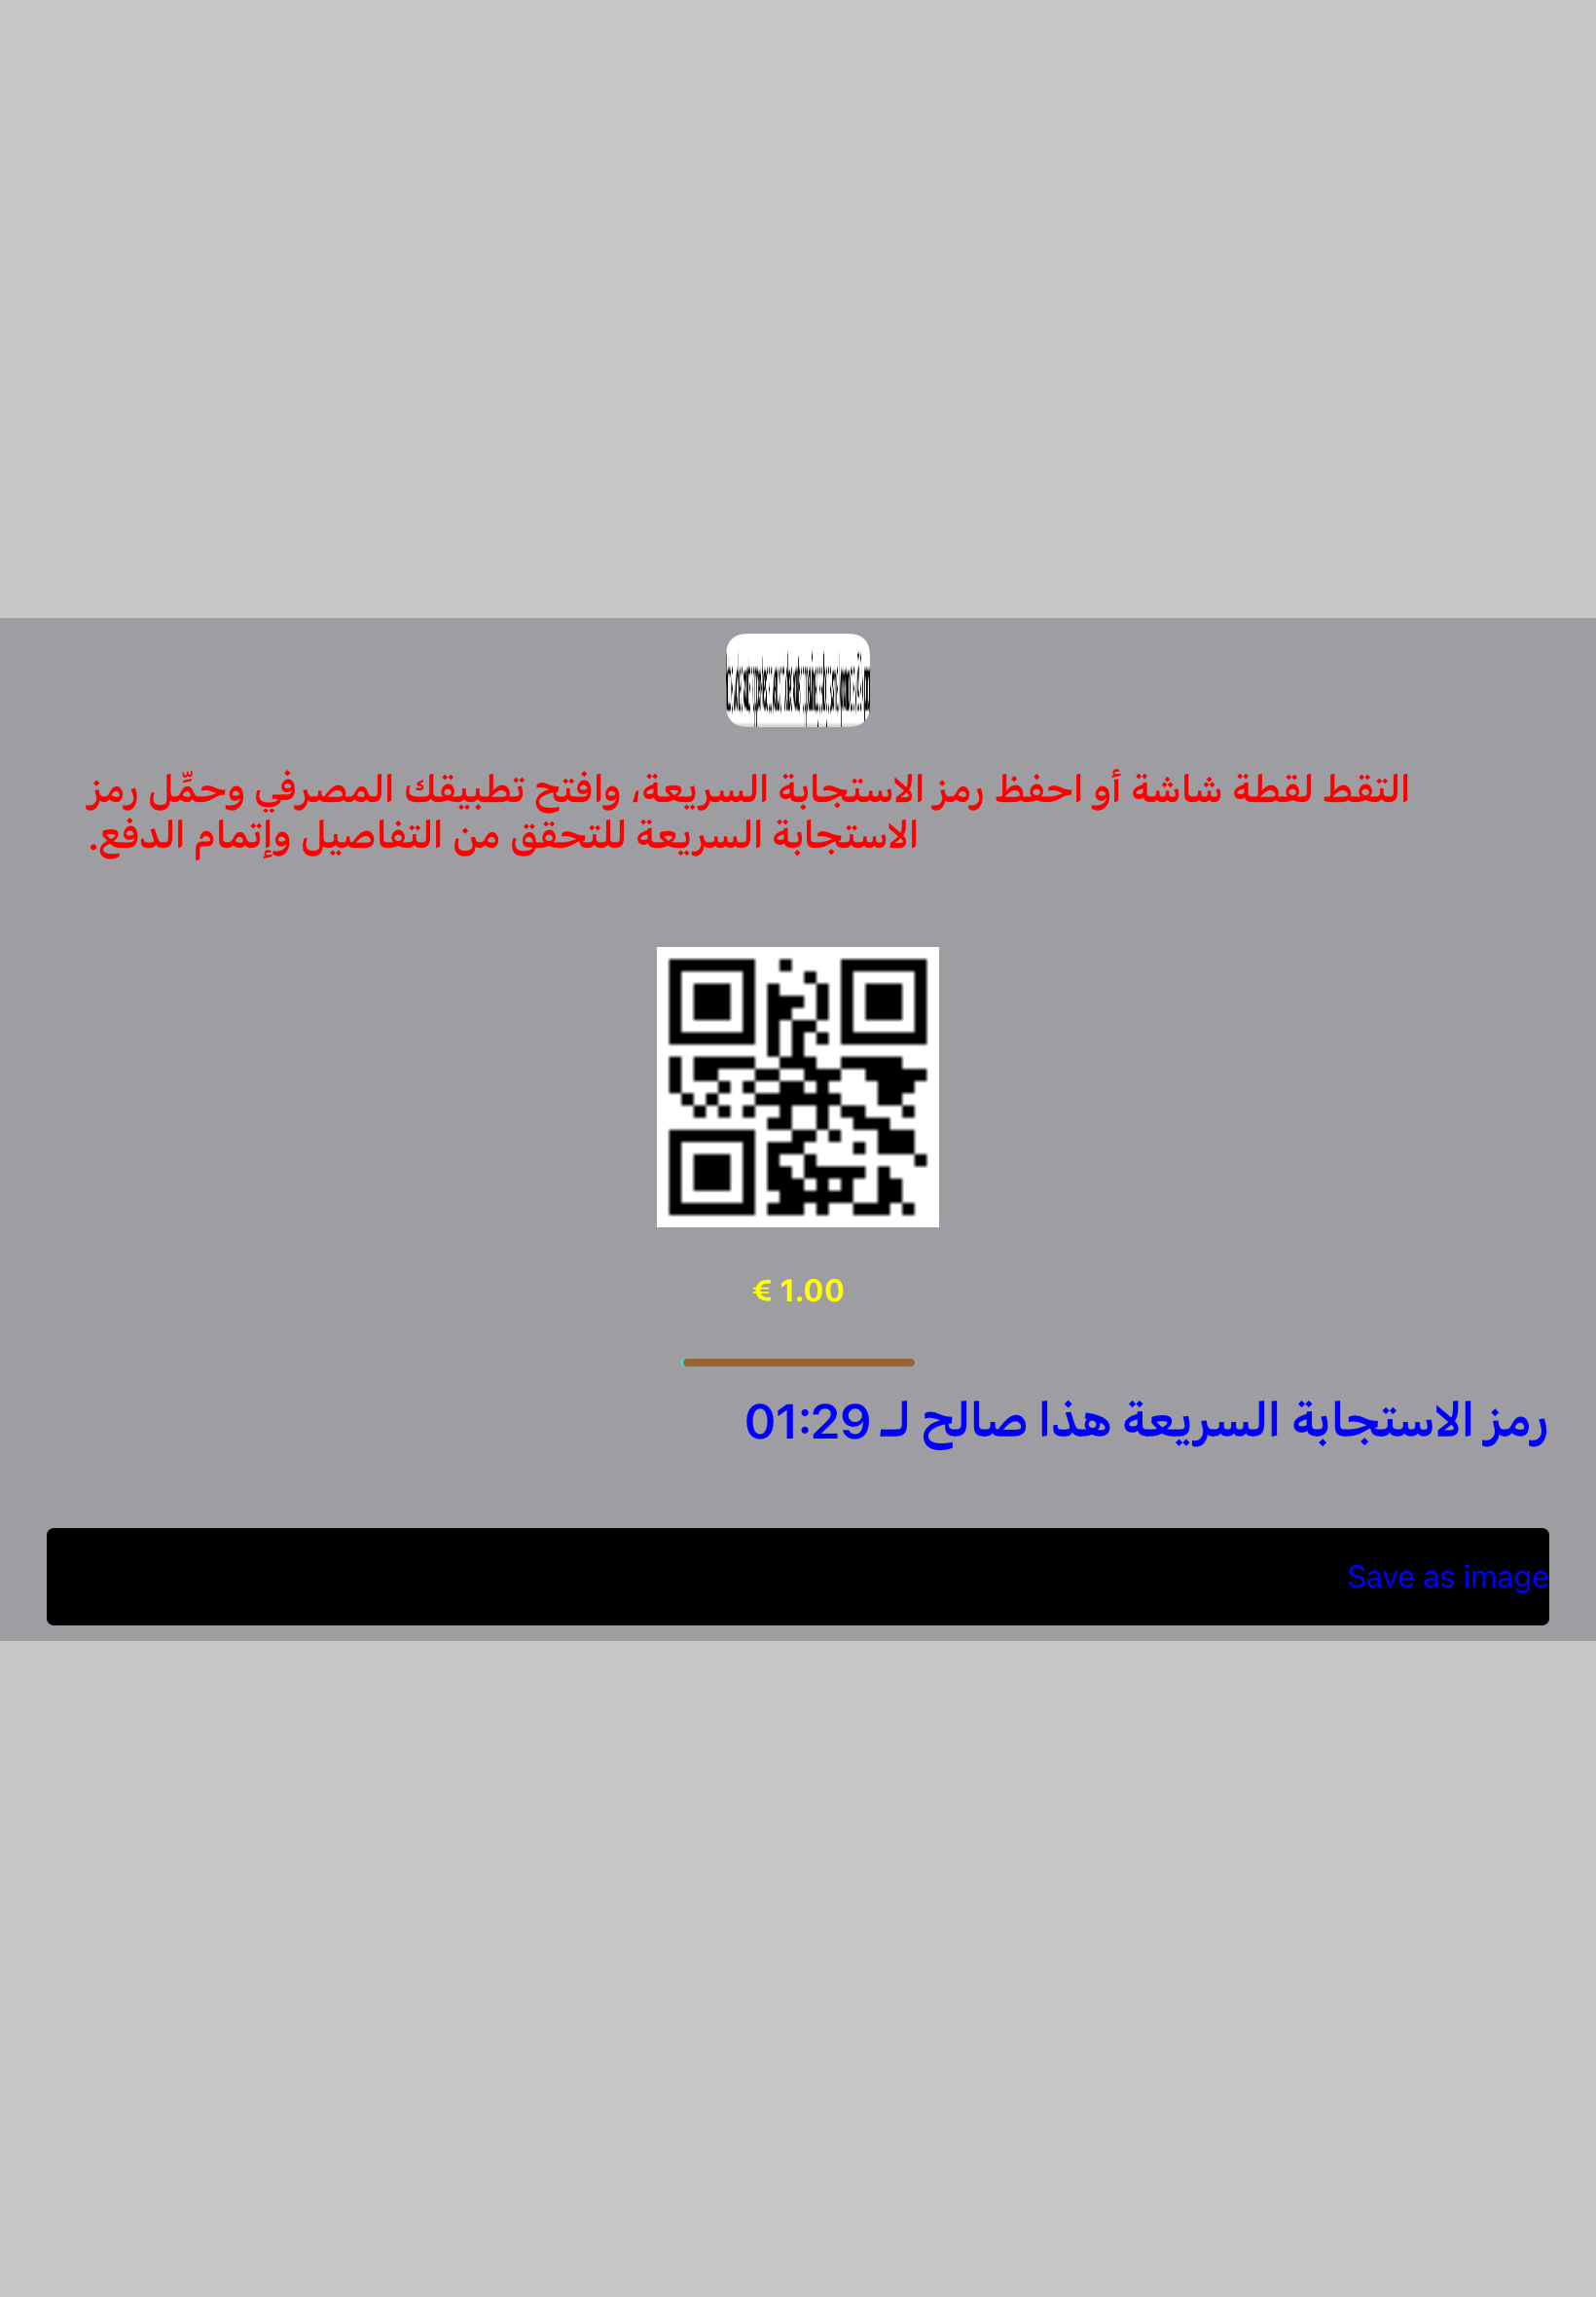 التقط لقطة شاشة أو احفظ رمز الاستجابة السريعة، وافتح تطبيقك المصرفي وحمِّل رمز
الاستجابة السريعة للتحقق من التفاصيل وإتمام الدفع.
€ 1.00
رمز الاستجابة السريعة هذا صالح لـ 01:29
Save as image